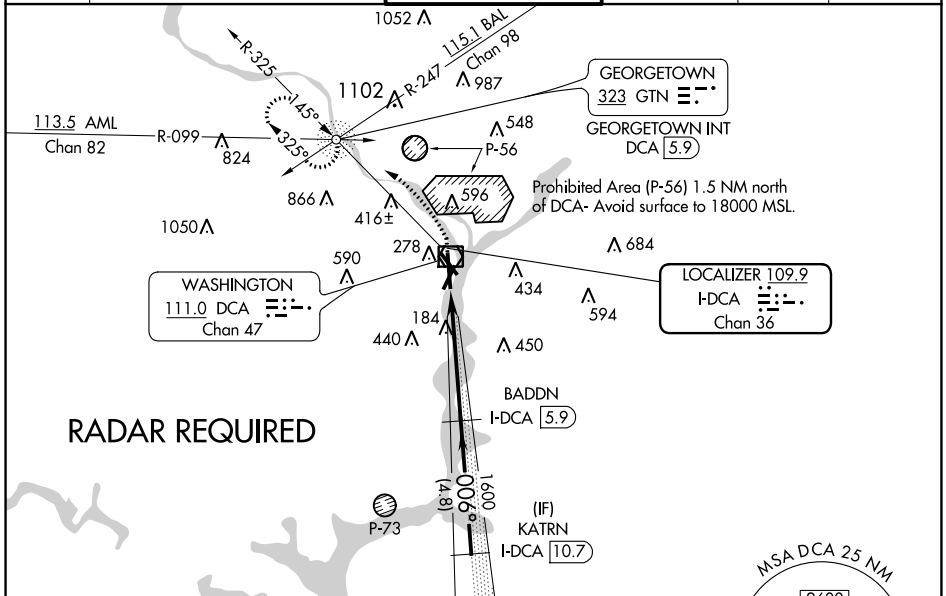 1052
115.1 BAL
Chan 98
R-247
R-325
145°
325°
1102
987
GEORGETOWN
323 GTN
GEORGETOWN INT
DCA 5.9
113.5 AML
Chan 82
R-099
824
548
P-56
Prohibited Area (P-56) 1.5 NM north
of DCA- Avoid surface to 18000 MSL.
866
416±
596
1050
278
590
684
WASHINGTON
111.0 DCA
Chan 47
434
594
LOCALIZER 109.9
I-DCA
Chan 36
184
440
450
BADDN
I-DCA 5.9
RADAR REQUIRED
006°
1600
(4.8)
P-73
(IF)
KATRN
I-DCA 10.7
MSA DCA 25 NM